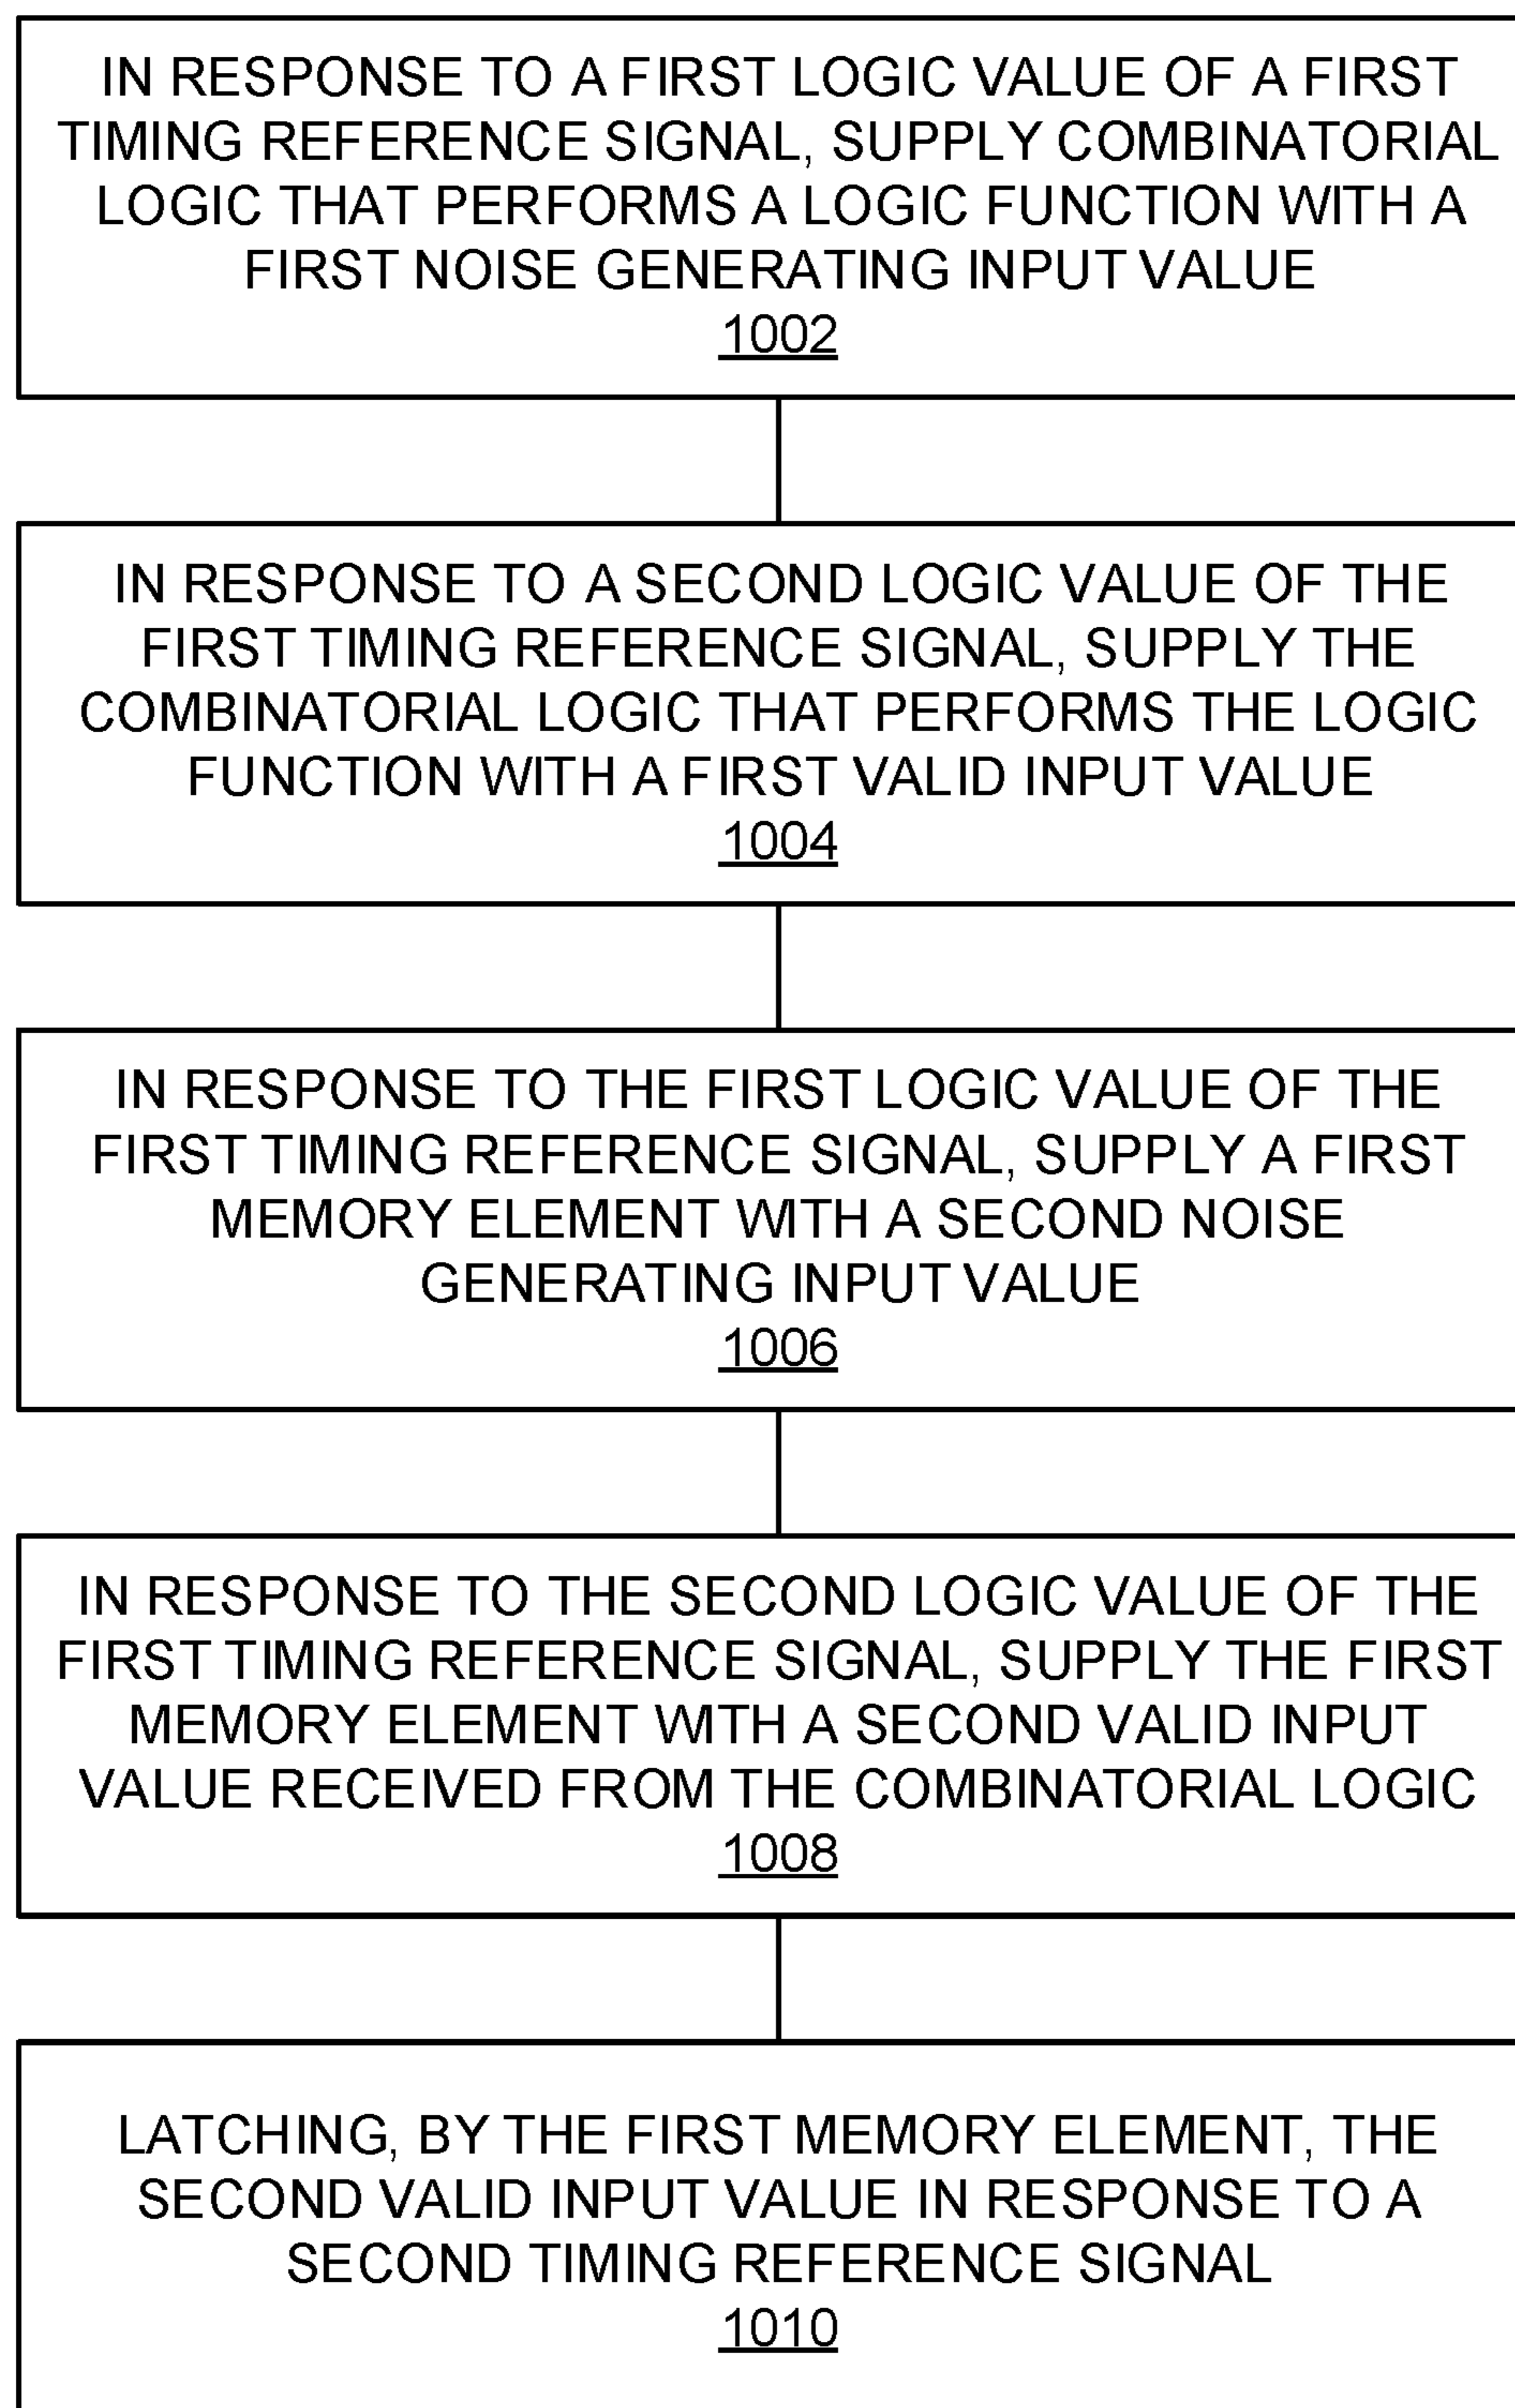 IN RESPONSE TO A FIRST LOGIC VALUE OF A FIRST
TIMING REFERENCE SIGNAL, SUPPLY COMBINATORIAL
LOGIC THAT PERFORMS A LOGIC FUNCTION WITH A
FIRST NOISE GENERATING INPUT VALUE
1002
IN RESPONSE TO A SECOND LOGIC VALUE OF THE
FIRST TIMING REFERENCE SIGNAL, SUPPLY THE
COMBINATORIAL LOGIC THAT PERFORMS THE LOGIC
FUNCTION WITH A FIRST VALID INPUT VALUE
1004
IN RESPONSE TO THE FIRST LOGIC VALUE OF THE
FIRST TIMING REFERENCE SIGNAL, SUPPLY A FIRST
MEMORY ELEMENT WITH A SECOND NOISE
GENERATING INPUT VALUE
1006
IN RESPONSE TO THE SECOND LOGIC VALUE OF THE
FIRST TIMING REFERENCE SIGNAL, SUPPLY THE FIRST
MEMORY ELEMENT WITH A SECOND VALID INPUT
VALUE RECEIVED FROM THE COMBINATORIAL LOGIC
1008
LATCHING, BY THE FIRST MEMORY ELEMENT, THE
SECOND VALID INPUT VALUE IN RESPONSE TO A
SECOND TIMING REFERENCE SIGNAL
1010